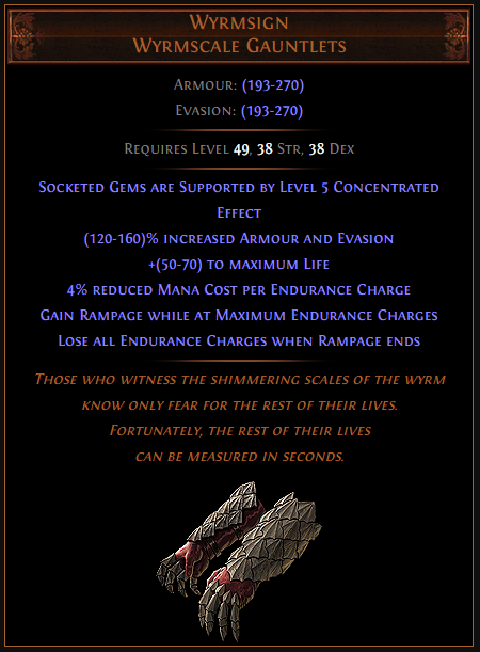 Wyrmsign
Wyrmscale Gauntlets
Armour: (193-270)
Evasion: (193-270)
Requires Level 49, 38 Str, 38 Dex
Socketed Gems are Supported by Level 5 Concentrated
Effect
(120-160)% increased Armour and Evasion
+(50-70) to maximum Life
4% reduced Mana Cost per Endurance Charge
Gain Rampage while at Maximum Endurance Charges
Lose all Endurance Charges when Rampage ends
Those who witness the shimmering scales of the wyrm
know only fear for the rest of their lives.
Fortunately, the rest of their lives
can be measured in seconds.